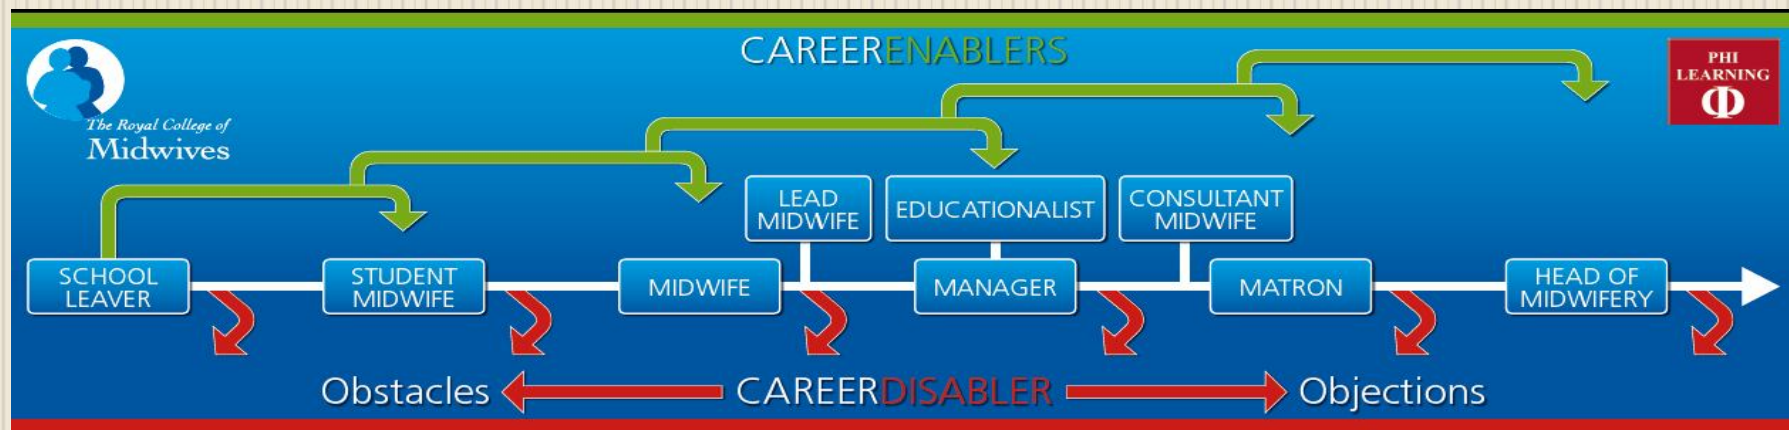 CAREERENABLERS
The Royal College of
Midwives
PHI
LEARNING
Φ
LEAD
MIDWIFE
EDUCATIONALIST
CONSULTANT
MIDWIFE
SCHOOL
LEAVER
STUDENT
MIDWIFE
MIDWIFE
MANAGER
MATRON
HEAD OF
MIDWIFERY
Obstacles
CAREERDISABLER
Objections